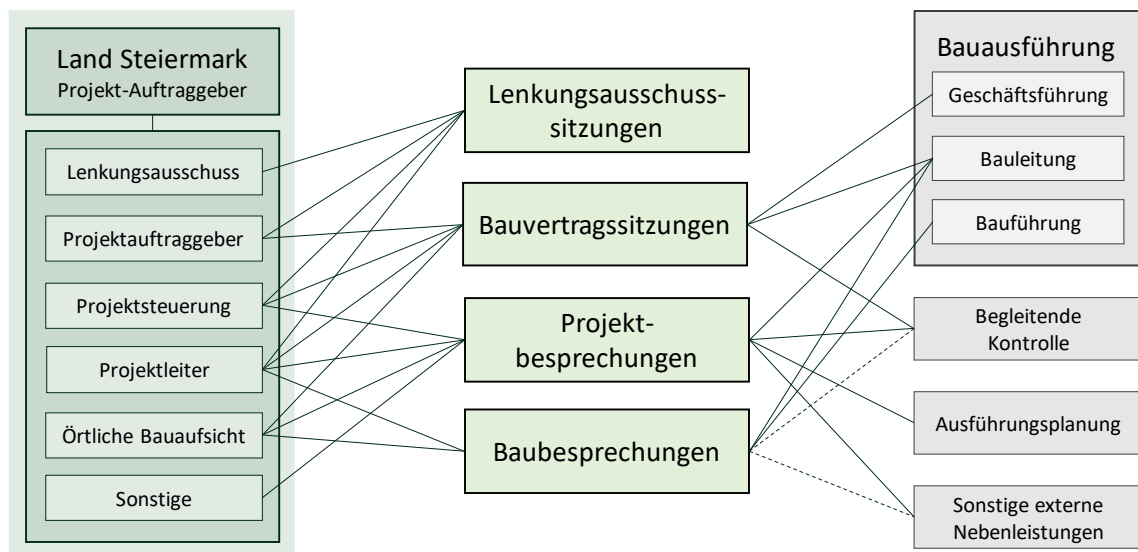 Land Steiermark
Projekt-Auftraggeber
Lenkungsausschuss
Projektauftraggeber
Projektsteuerung
Projektleiter
Örtliche Bauaufsicht
Sonstige
Lenkungsausschuss-
sitzungen
Bauvertragssitzungen
Projekt-
besprechungen
Baubesprechungen
Bauausführung
Geschäftsführung
Bauleitung
Bauführung
Begleitende
Kontrolle
Ausführungsplanung
Sonstige externe
Nebenleistungen